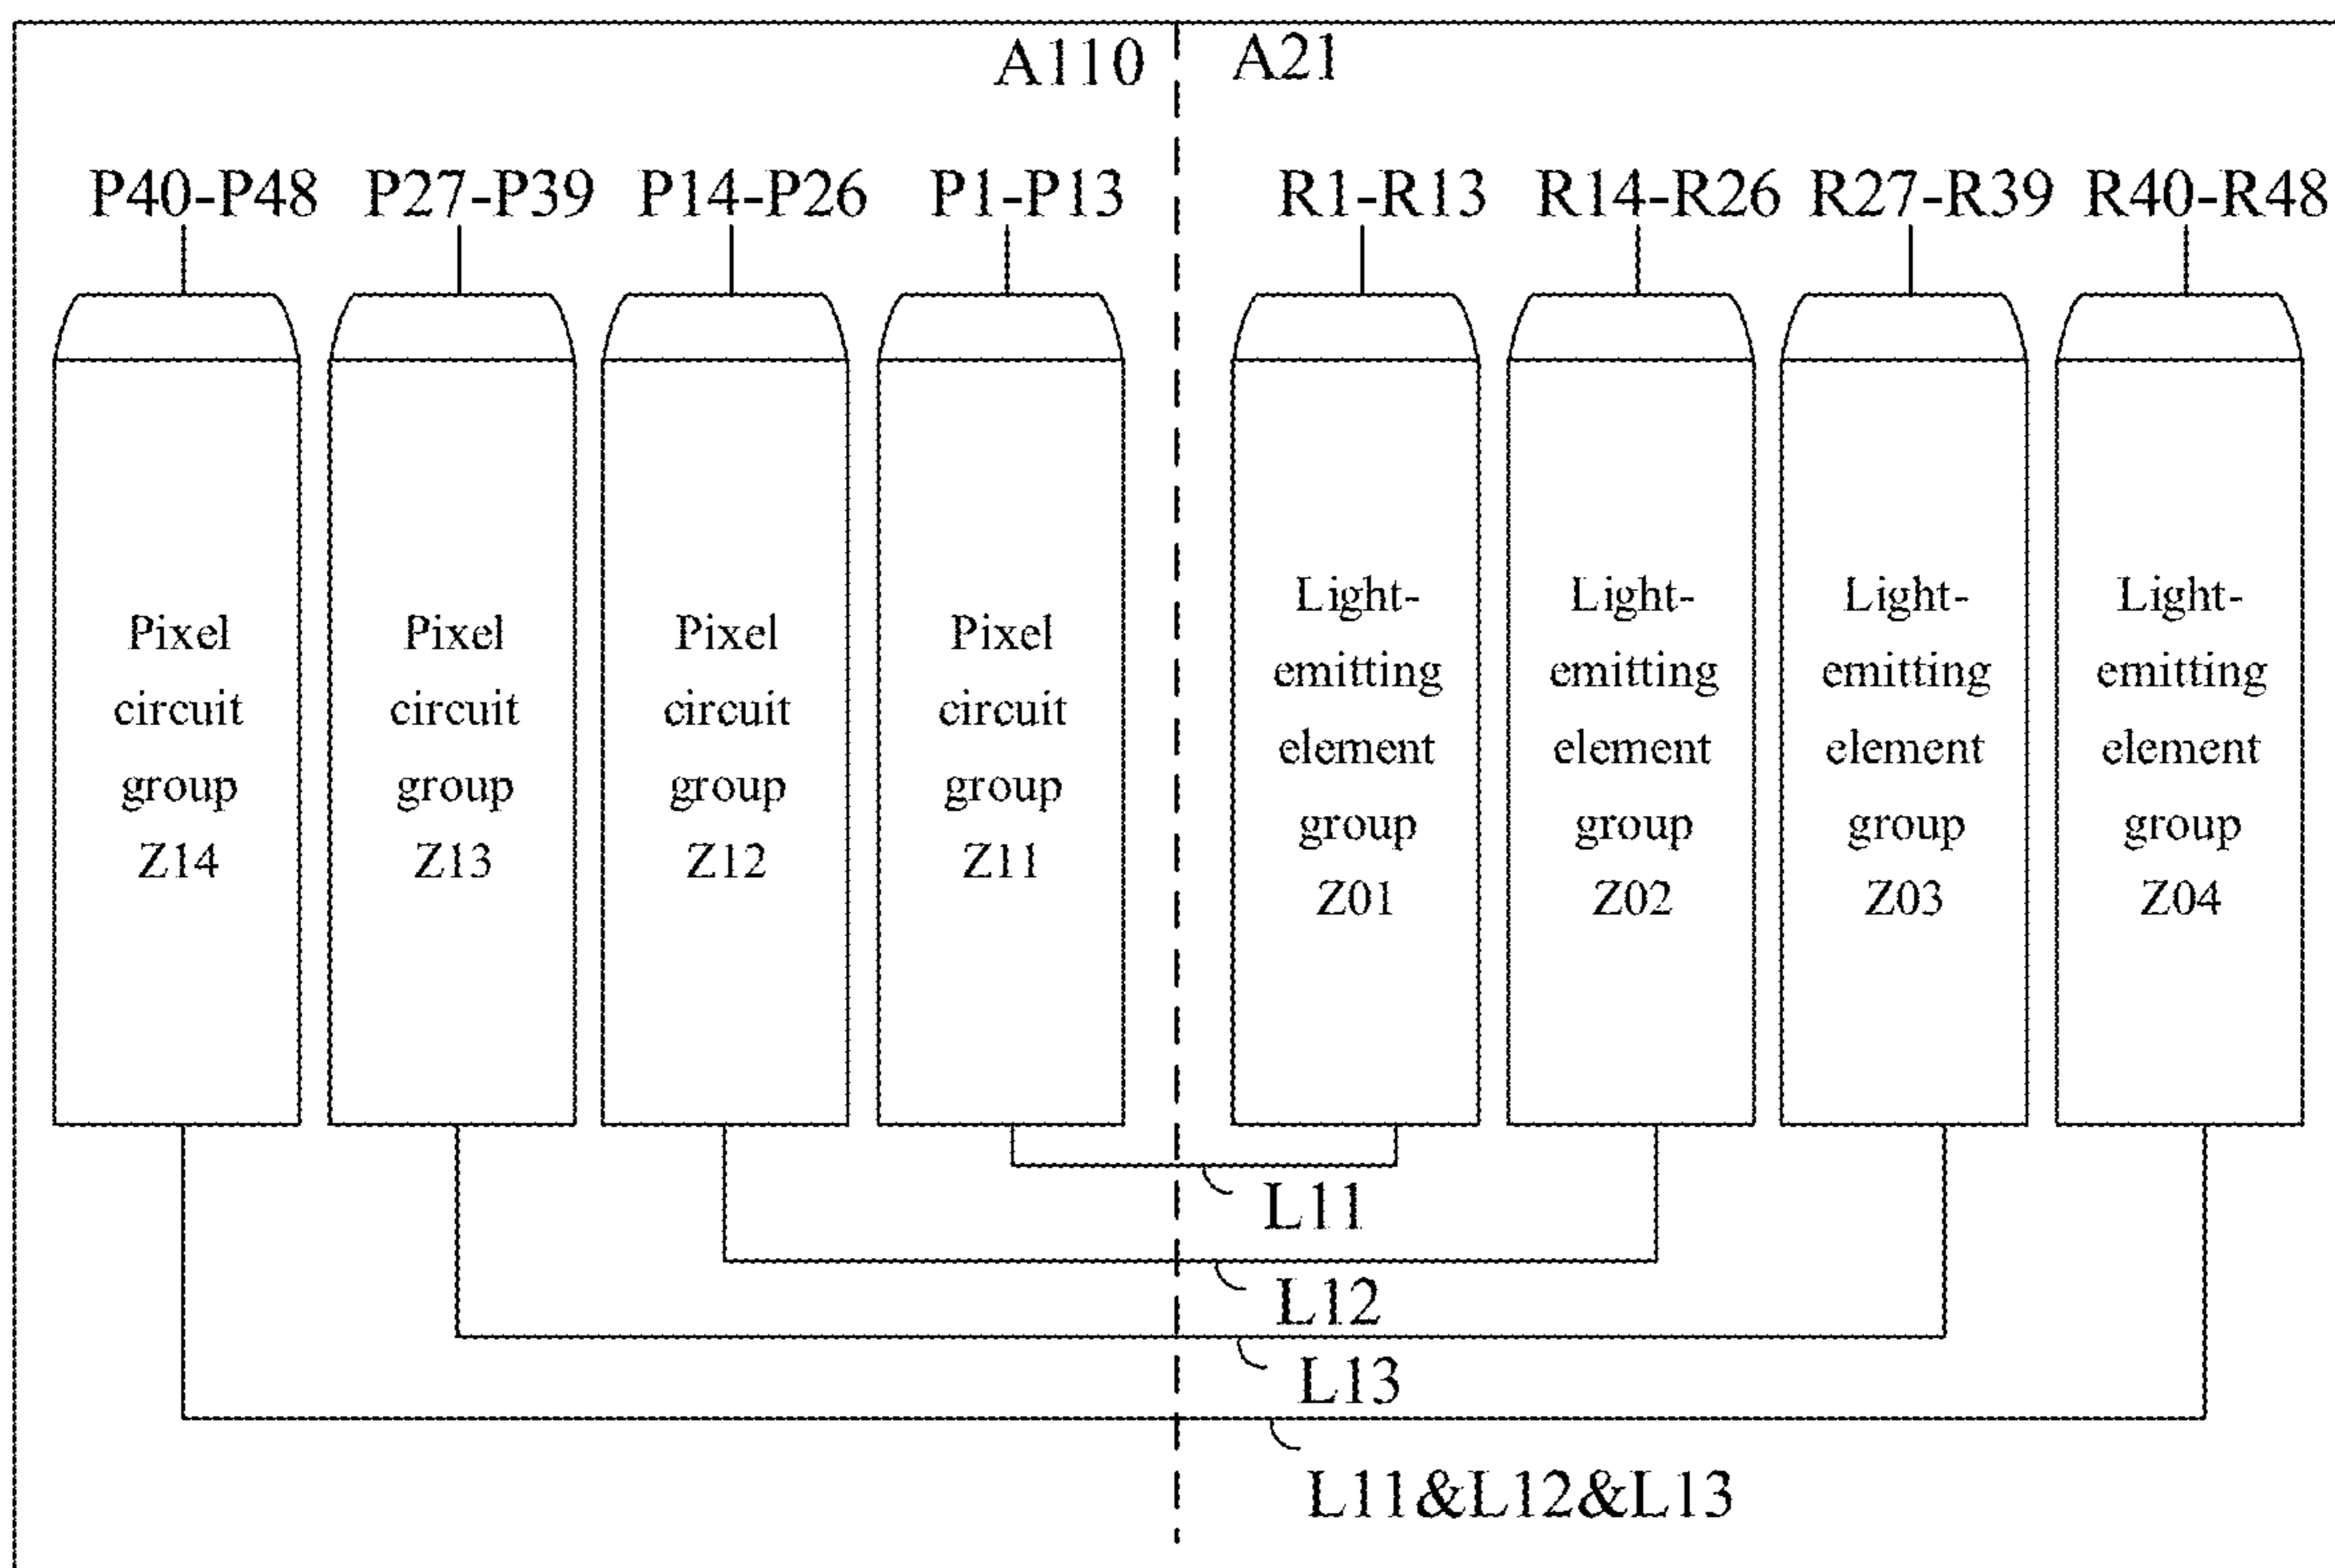 A110 A21
P40-P48 P27-P39 P14-P26 P1-P13 R1-R13 R14-R26 R27-R39 R40-R48
Pixel
circuit
group
Z14
Pixel
circuit
group
Z13
Pixel
circuit
group
Z12
Pixel
circuit
group
Z11
Light-
emitting
element
group
Z01
Light-
emitting
element
group
Z02
Light-
emitting
element
group
Z03
Light-
emitting
element
group
Z04
L11
L12
L13
L11&L12&L13